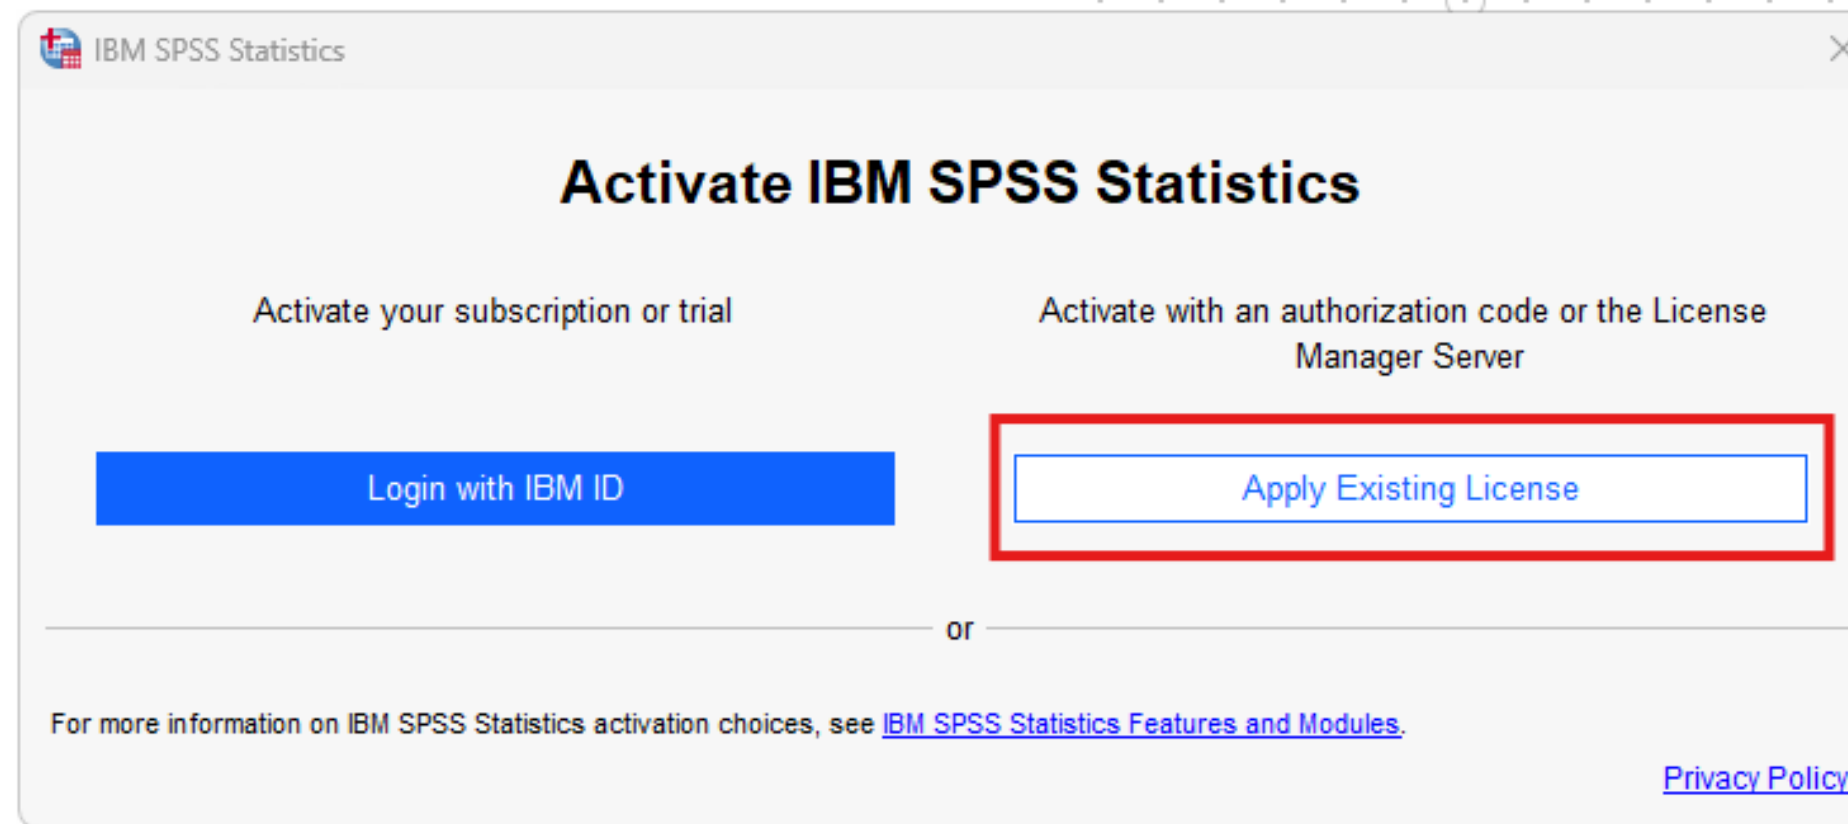 IBM SPSS Statistics
Activate IBM SPSS Statistics
Activate your subscription or trial
Activate with an authorization code or the License
Manager Server
Login with IBM ID
Apply Existing License
or
For more information on IBM SPSS Statistics activation choices, see IBM SPSS Statistics Features and Modules.
Privacy Policy